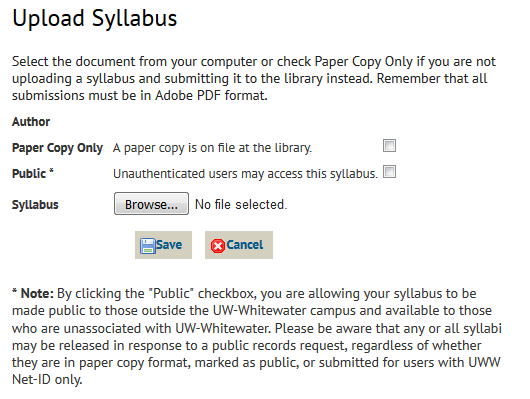 Upload Syllabus
Select the document from your computer or check Paper Copy Only if you are not
uploading a syllabus and submitting it to the library instead. Remember that all
submissions must be in Adobe PDF format.
Author
Paper Copy Only A paper copy is on file at the library.
Public * Unauthenticated users may access this syllabus.
Syllabus Browse... No file selected.
Save Cancel
* Note: By clicking the "Public" checkbox, you are allowing your syllabus to be
made public to those outside the UW-Whitewater campus and available to those
who are unassociated with UW-Whitewater. Please be aware that any or all syllabi
may be released in response to a public records request, regardless of whether
they are in paper copy format, marked as public, or submitted for users with UWW
Net-ID only.